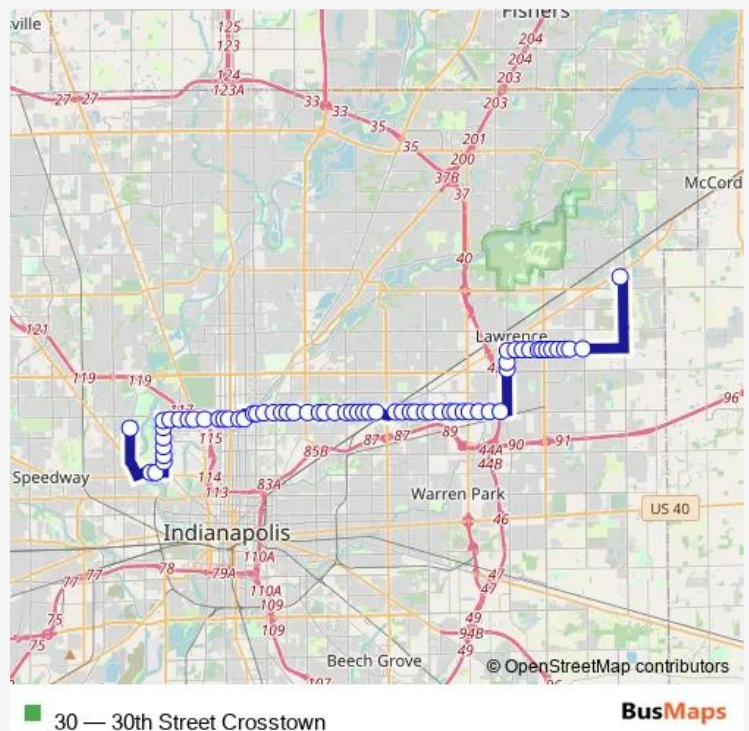 ville
Fishers
125
123
204
204
124
123A
203
27 27
33
33
203
35
201
35
200
37B
37
McCord
40
121
Lawrence
119 119
96
115
89
87 87
90 91
85B
44A
Speedway
114
44B
83A
113
Warren Park
US 40
46
Indianapolis
110A
78
79A
77 77
47
110A
47
75
109
49
109
94B
75
49
Beech Grove
107
© OpenStreetMap contributors
30 — 30th Street Crosstown
BusMaps